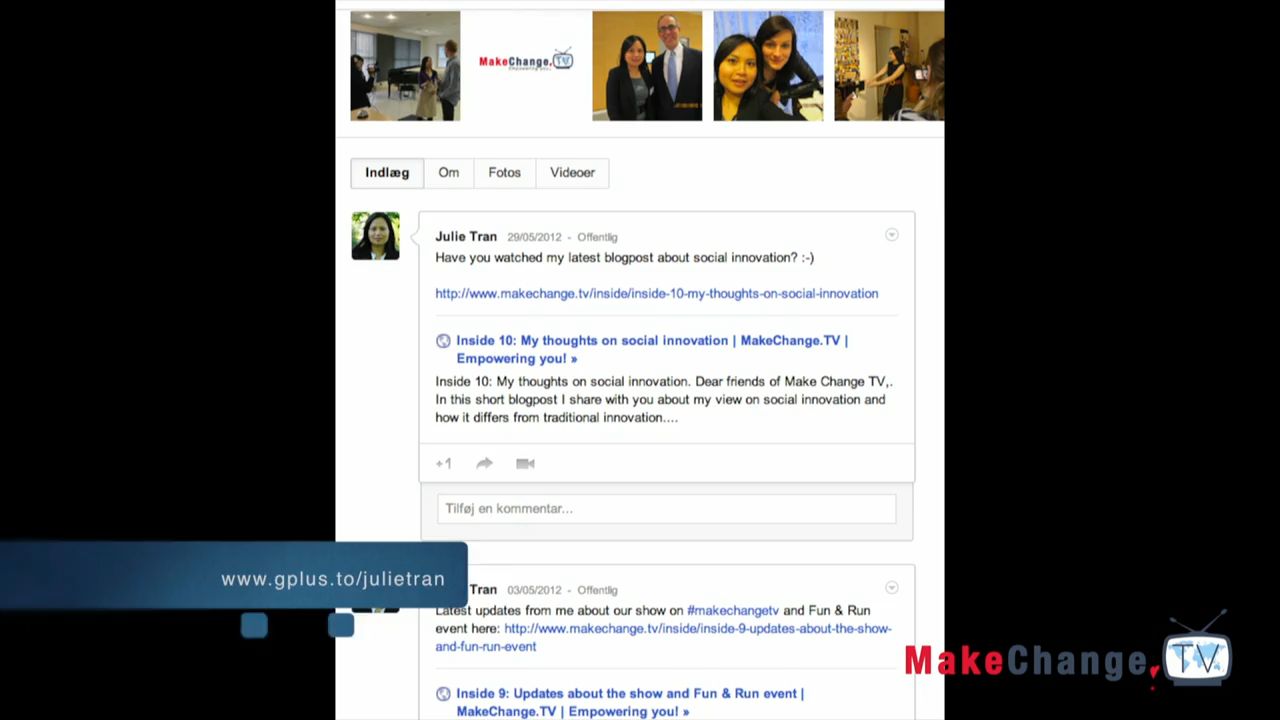 MakeChange.TV
Indlæg Om Fotos Videoer
Julie Tran 29/05/2012 - Offentlig
Have you watched my latest blogpost about social innovation? :-)
http://www.makechange.tv/inside/inside-10-my-thoughts-on-social-innovation
Inside 10: My thoughts on social innovation | MakeChange.TV |
Empowering you! »
Inside 10: My thoughts on social innovation. Dear friends of Make Change TV,.
In this short blogpost I share with you about my view on social innovation and
how it differs from traditional innovation....
+1
Tilføj en kommentar...
www.gplus.to/julietran
Tran 03/05/2012 - Offentlig
Latest updates from me about our show on #makechangetv and Fun & Run
event here: http://www.makechange.tv/inside/inside-9-updates-about-the-show-
and-fun-run-event
Inside 9: Updates about the show and Fun & Run event |
MakeChange.TV | Empowering you! »
MakeChange.TV